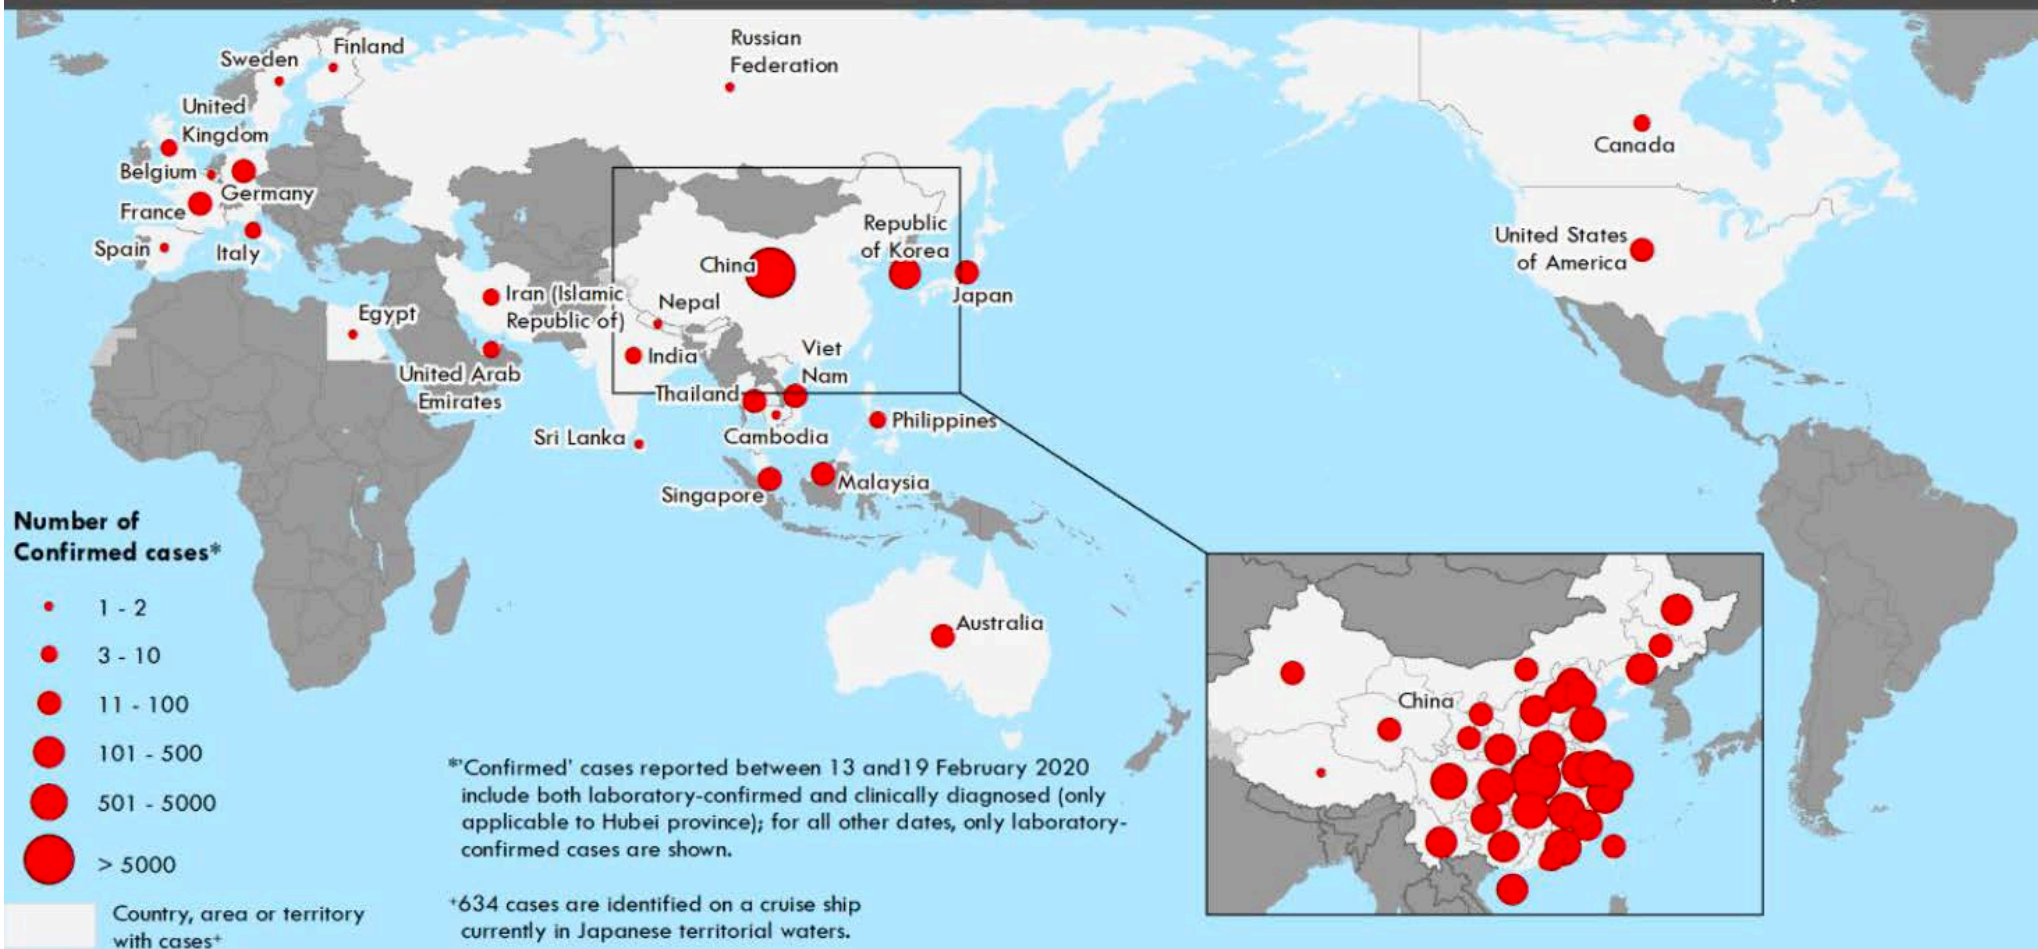 Russian
Federation
Finland
Sweden
United
Kingdom
Belgium
Germany
France
Spain
Italy
Canada
United States
of America
Republic
of Korea
China
Japan
Iran (Islamic
Republic of)
Nepal
Egypt
India
Viet
Nam
United Arab
Emirates
Thailand
Philippines
Sri Lanka
Cambodia
Singapore
Malaysia
Australia
China
Number of
Confirmed cases*
1 - 2
3 - 10
11 - 100
101 - 500
501 - 5000
> 5000
Country, area or territory
with cases⁺
*'Confirmed' cases reported between 13 and19 February 2020
include both laboratory-confirmed and clinically diagnosed (only
applicable to Hubei province); for all other dates, only laboratory-
confirmed cases are shown.
⁺634 cases are identified on a cruise ship
currently in Japanese territorial waters.